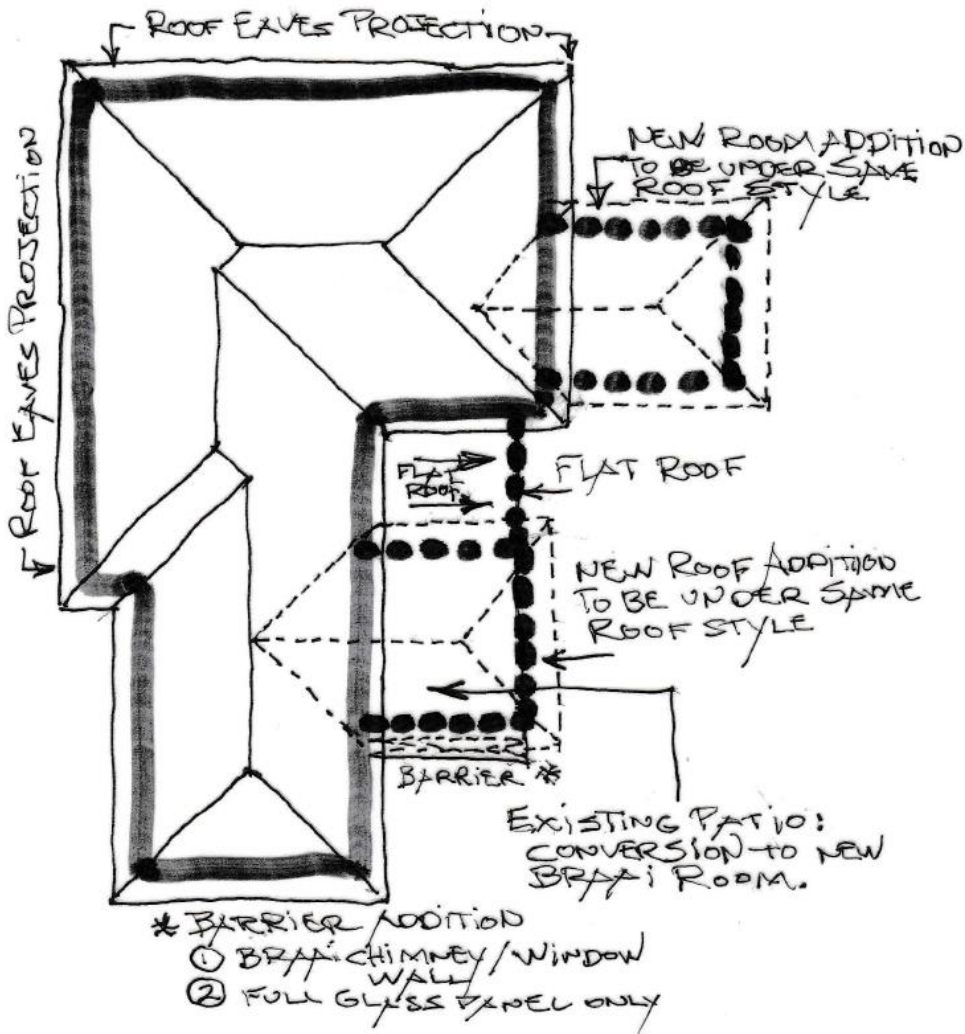 ROOF EAVES PROJECTION
ROOF EAVES PROJECTION
NEW ROOM ADDITION
TO BE UNDER SAME
ROOF STYLE
FLAT
ROOF
FLAT ROOF
NEW ROOF ADDITION
TO BE UNDER SAME
ROOF STYLE
BARRIER *
EXISTING PATIO:
CONVERSION TO NEW
BRAAI ROOM.
* BARRIER ADDITION
① BRAAI CHIMNEY/WINDOW
WALL
② FULL GLASS PANEL ONLY